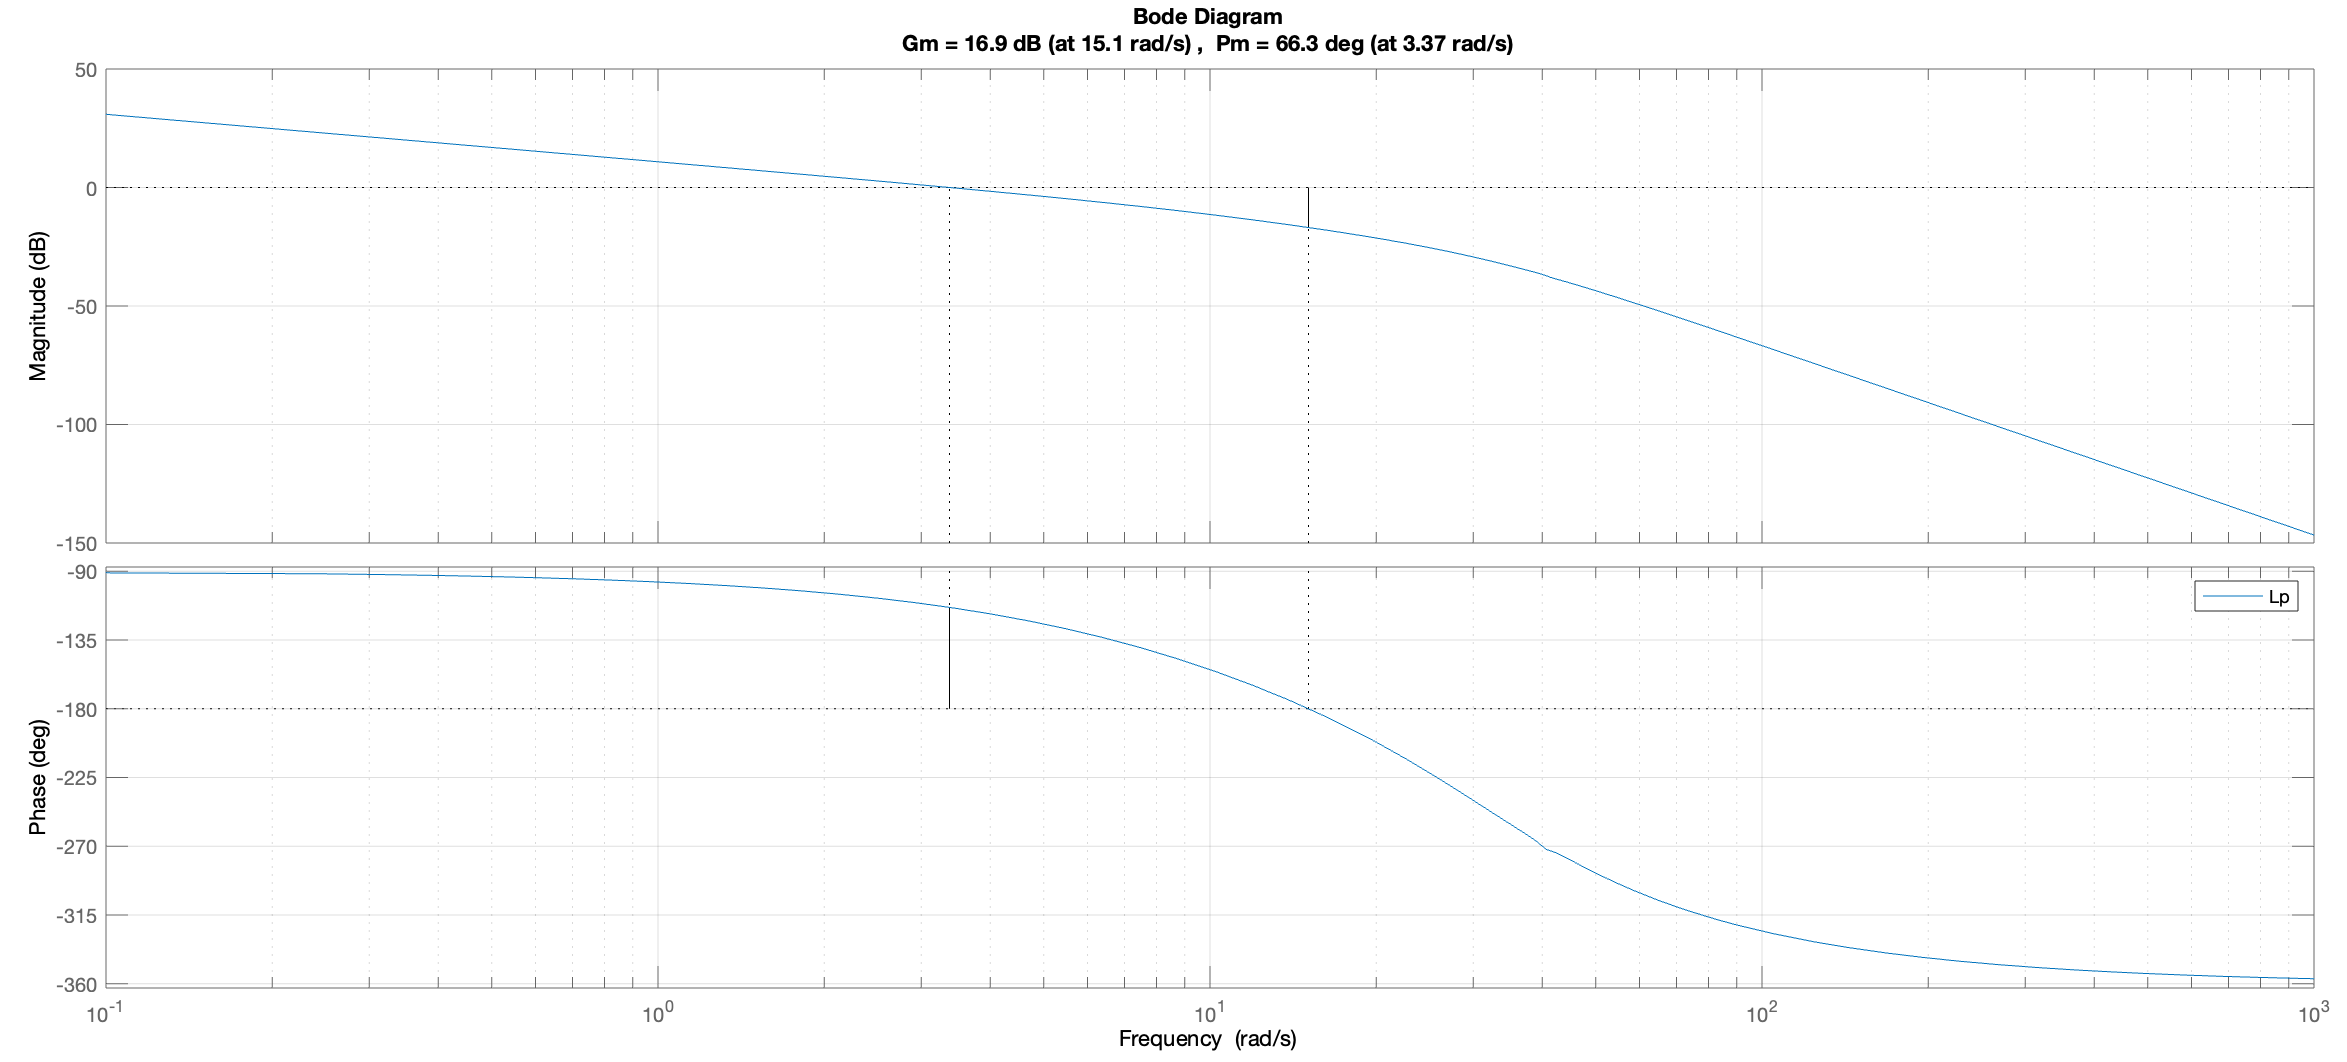 Bode Diagram
Gm = 16.9 dB (at 15.1 rad/s) ,  Pm = 66.3 deg (at 3.37 rad/s)
50
0
-50
-100
-150
Magnitude (dB)
-90
-135
-180
-225
-270
-315
-360
Phase (deg)
Lp
10^-1
10^0
10^1
10^2
10^3
Frequency  (rad/s)